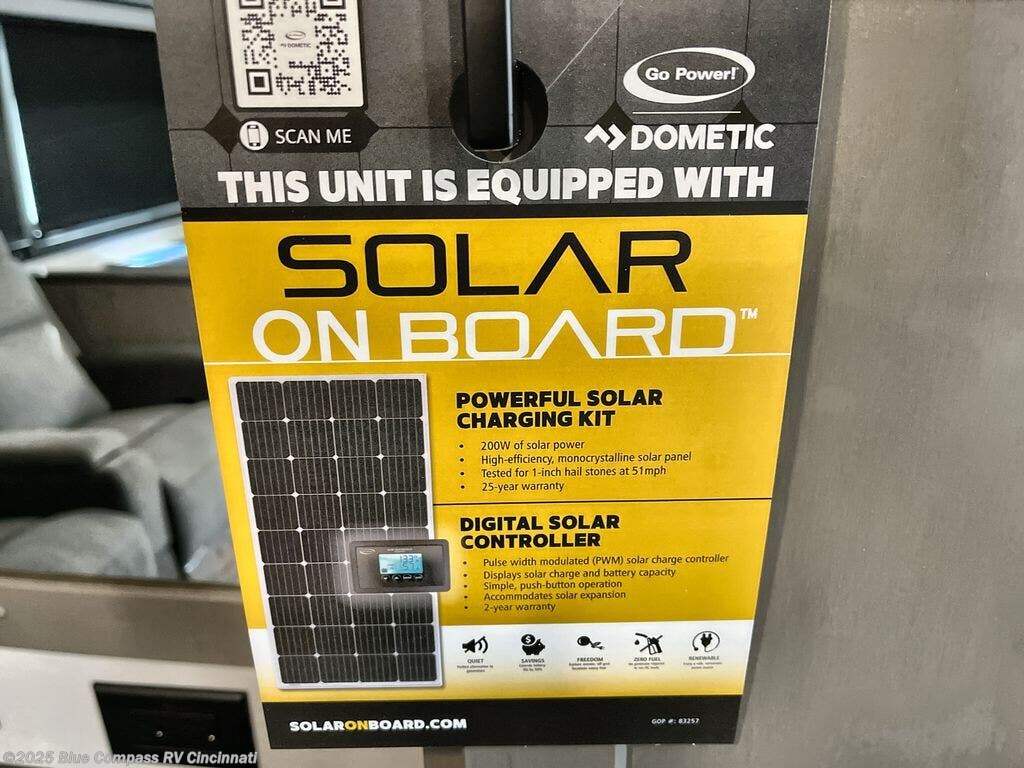 DOMETIC
SCAN ME
Go Power!
DOMETIC
THIS UNIT IS EQUIPPED WITH
SOLAR
ON BOARD™
POWERFUL SOLAR
CHARGING KIT
• 200W of solar power
• High-efficiency, monocrystalline solar panel
• Tested for 1-inch hail stones at 51mph
• 25-year warranty
DIGITAL SOLAR
CONTROLLER
• Pulse width modulated (PWM) solar charge controller
• Displays solar charge and battery capacity
• Simple, push-button operation
• Accommodates solar expansion
• 2-year warranty
QUIET
SAVINGS
FREEDOM
ZERO FUEL
RENEWABLE
SOLARONBOARD.COM
GOP #: 83257
©2025 Blue Compass RV Cincinnati